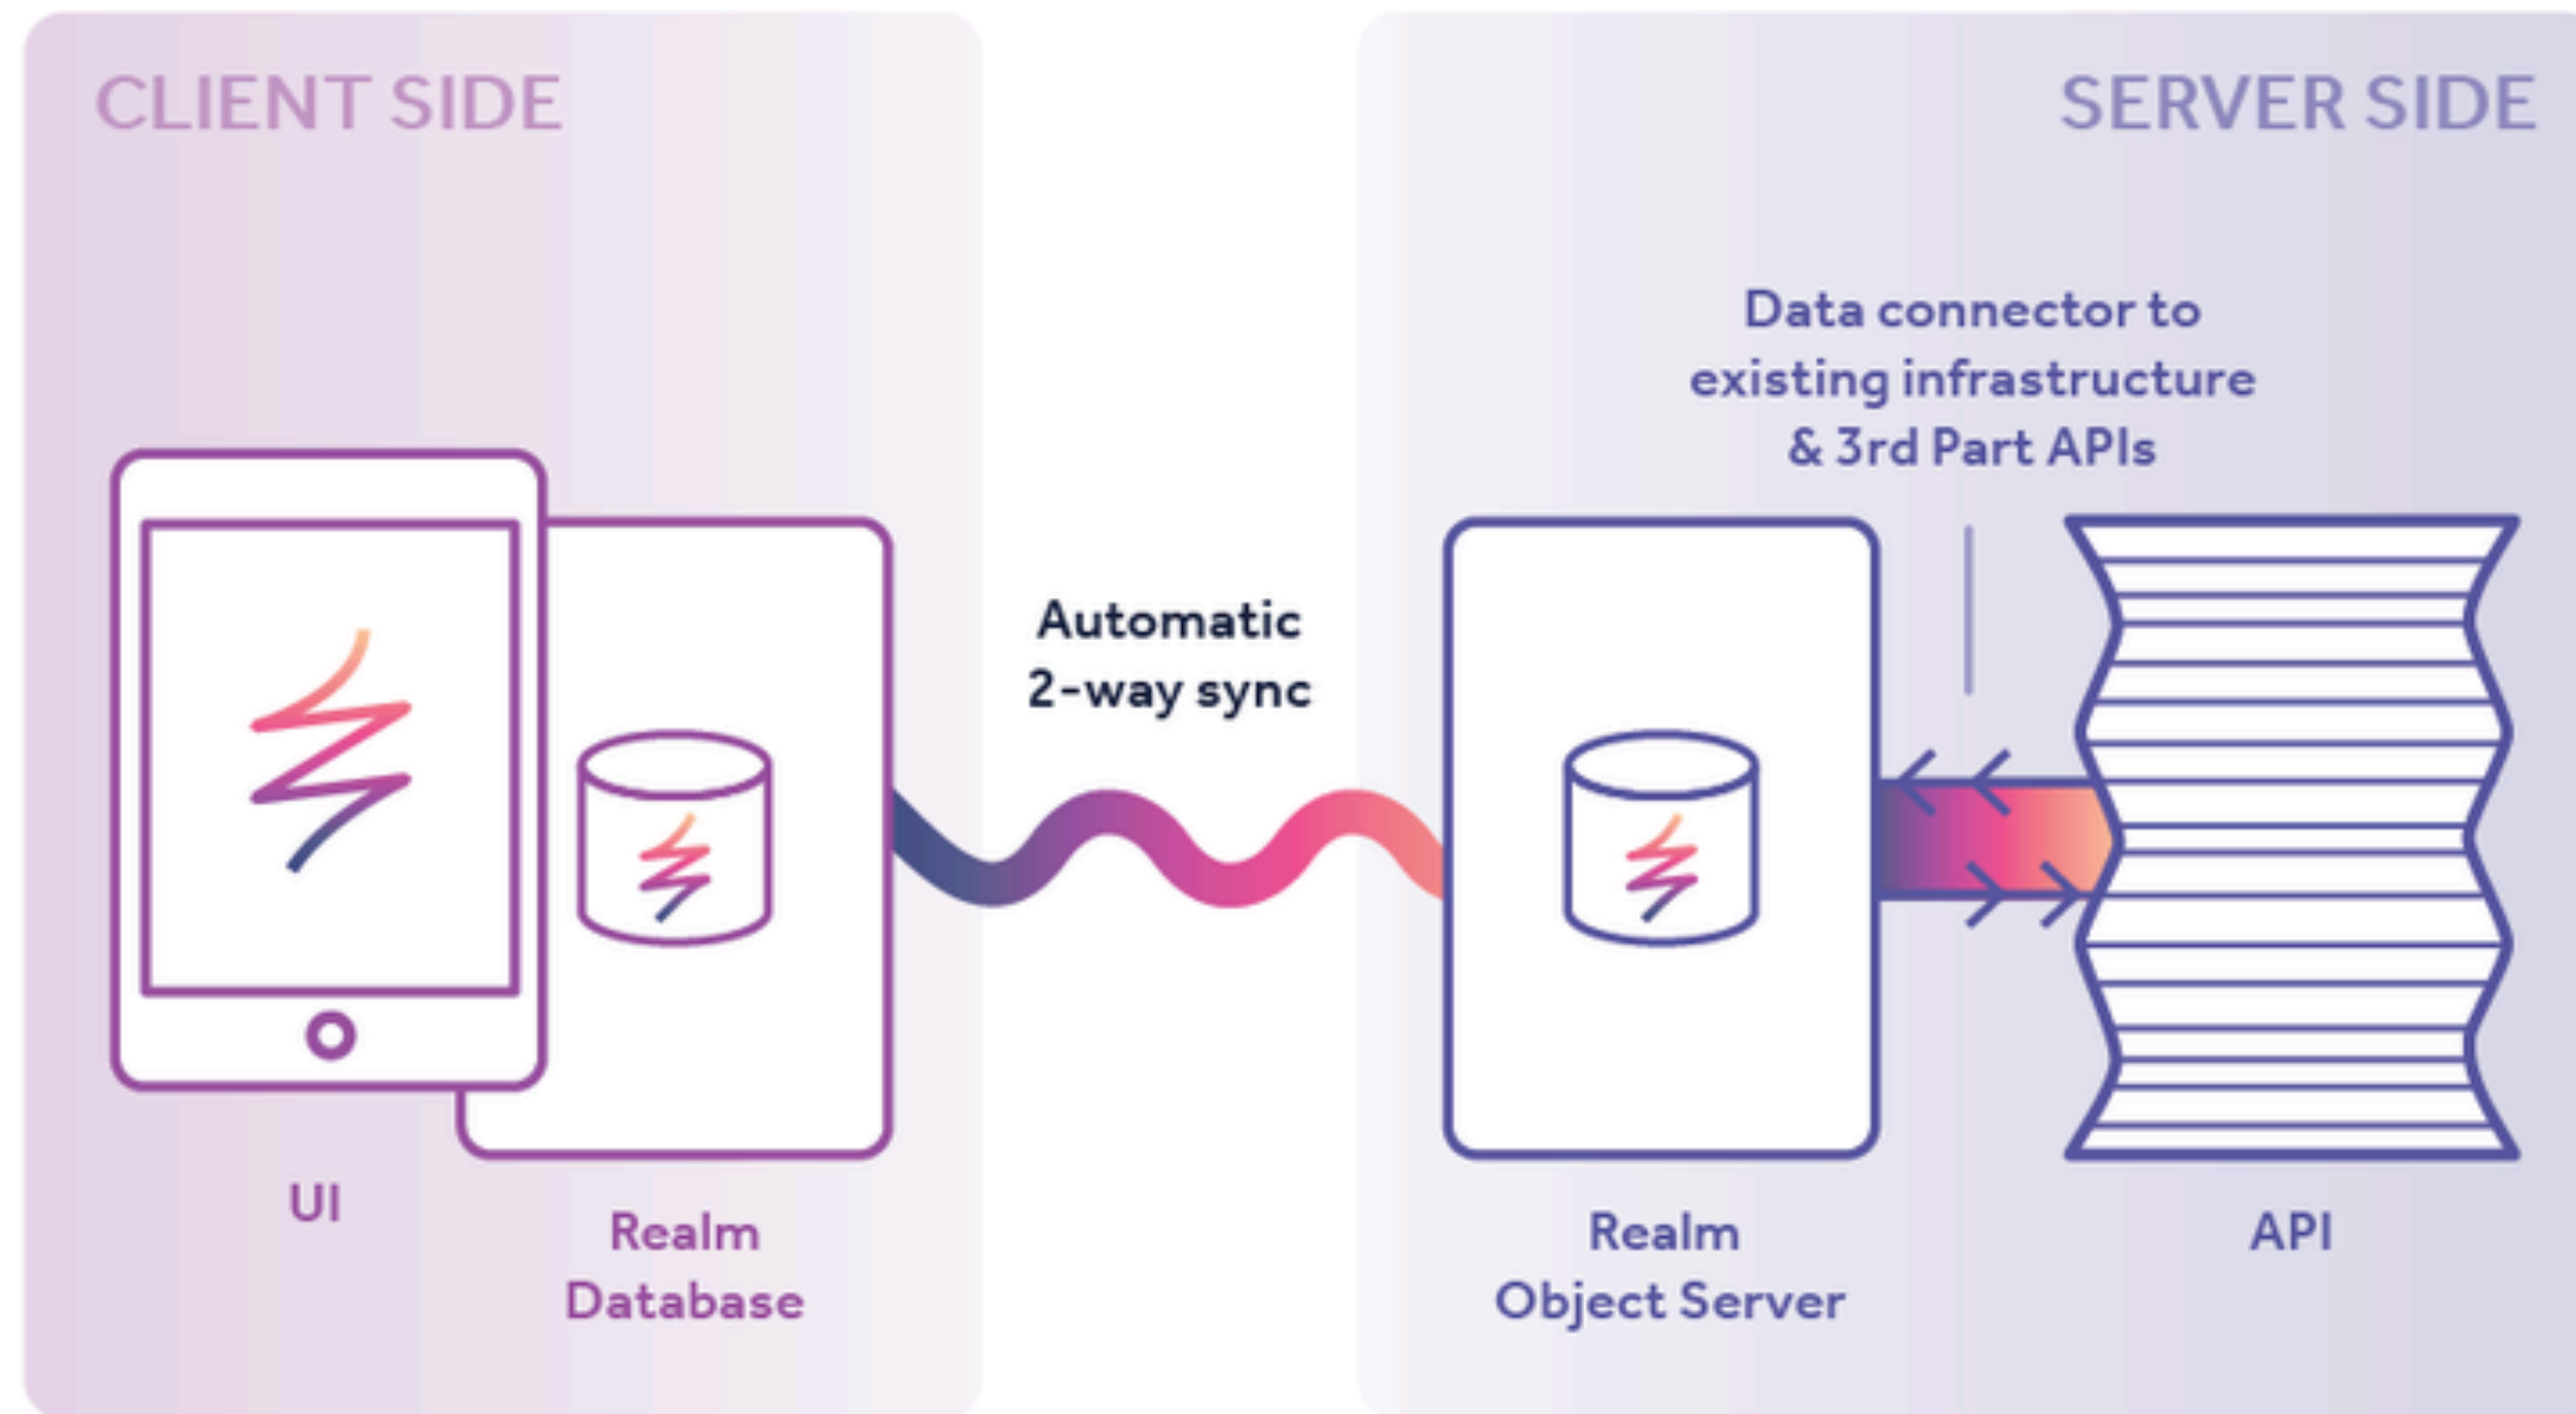 CLIENT SIDE
SERVER SIDE
Data connector to
existing infrastructure
& 3rd Part APIs
Automatic
2-way sync
UI
Realm
Database
Realm
Object Server
API